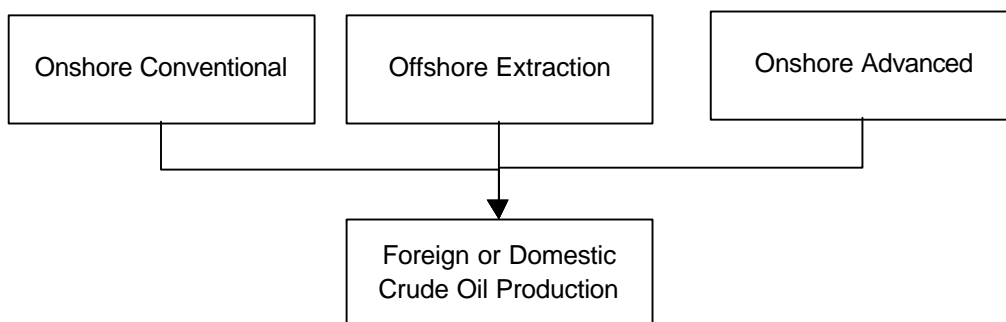 Onshore Conventional
Offshore Extraction
Onshore Advanced
Foreign or Domestic
Crude Oil Production